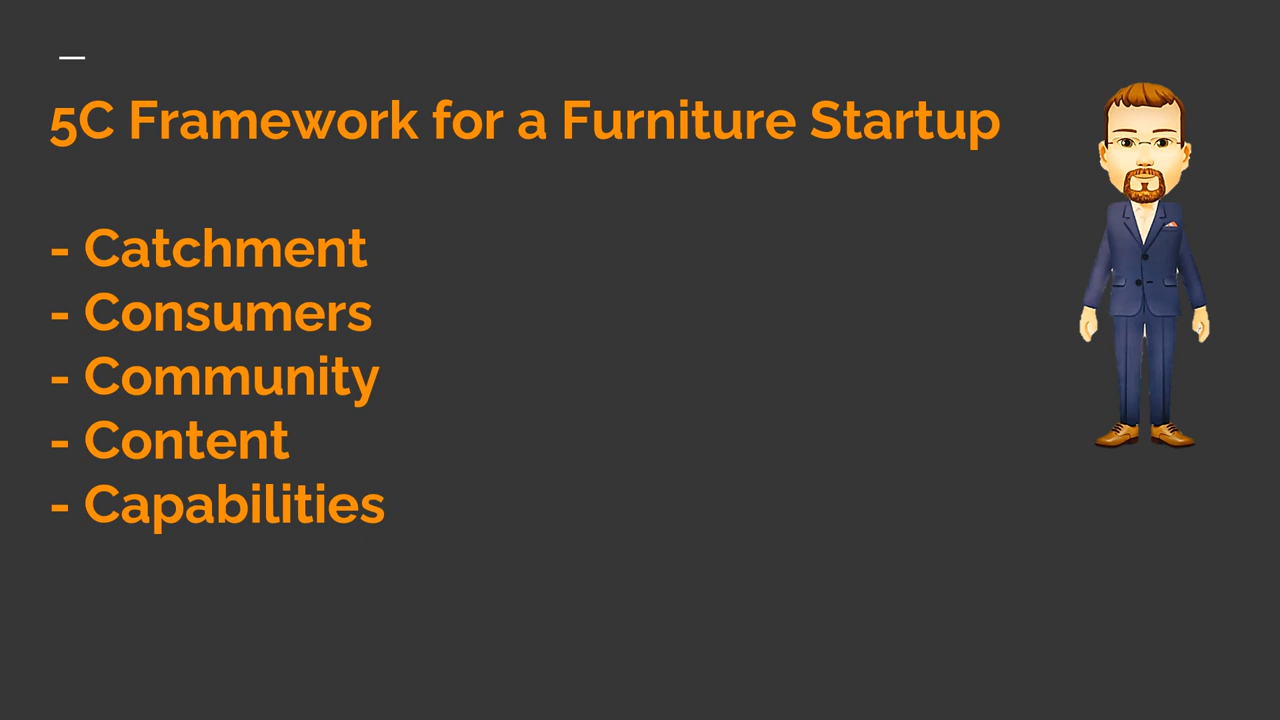 5C Framework for a Furniture Startup
- Catchment
- Consumers
- Community
- Content
- Capabilities